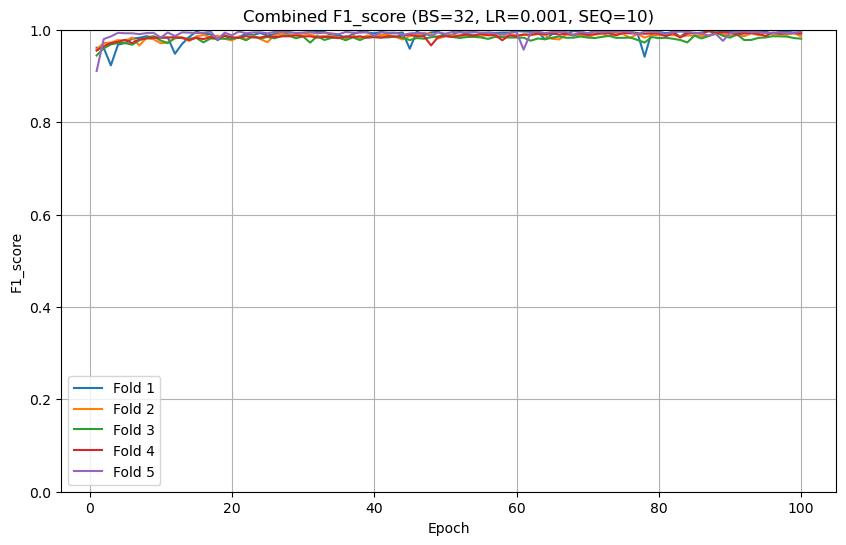 Combined F1_score (BS=32, LR=0.001, SEQ=10)
F1_score
1.0
0.8
0.6
0.4
0.2
0.0
Fold 1
Fold 2
Fold 3
Fold 4
Fold 5
0 20 40 60 80 100
Epoch